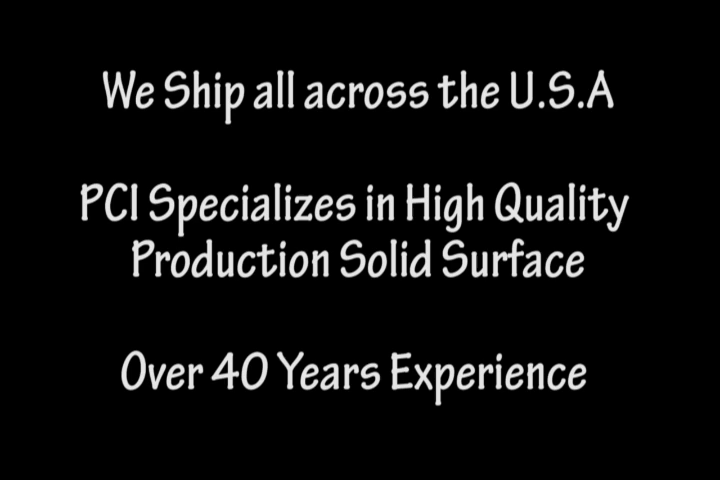 We Ship all across the U.S.A
PCI Specializes in High Quality
Production Solid Surface
Over 40 Years Experience